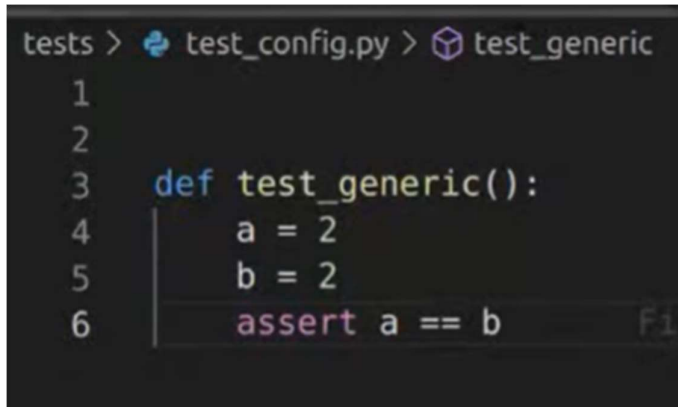 tests > test_config.py > test_generic
1
2
3 def test_generic():
4 a = 2
5 b = 2
6 assert a == b